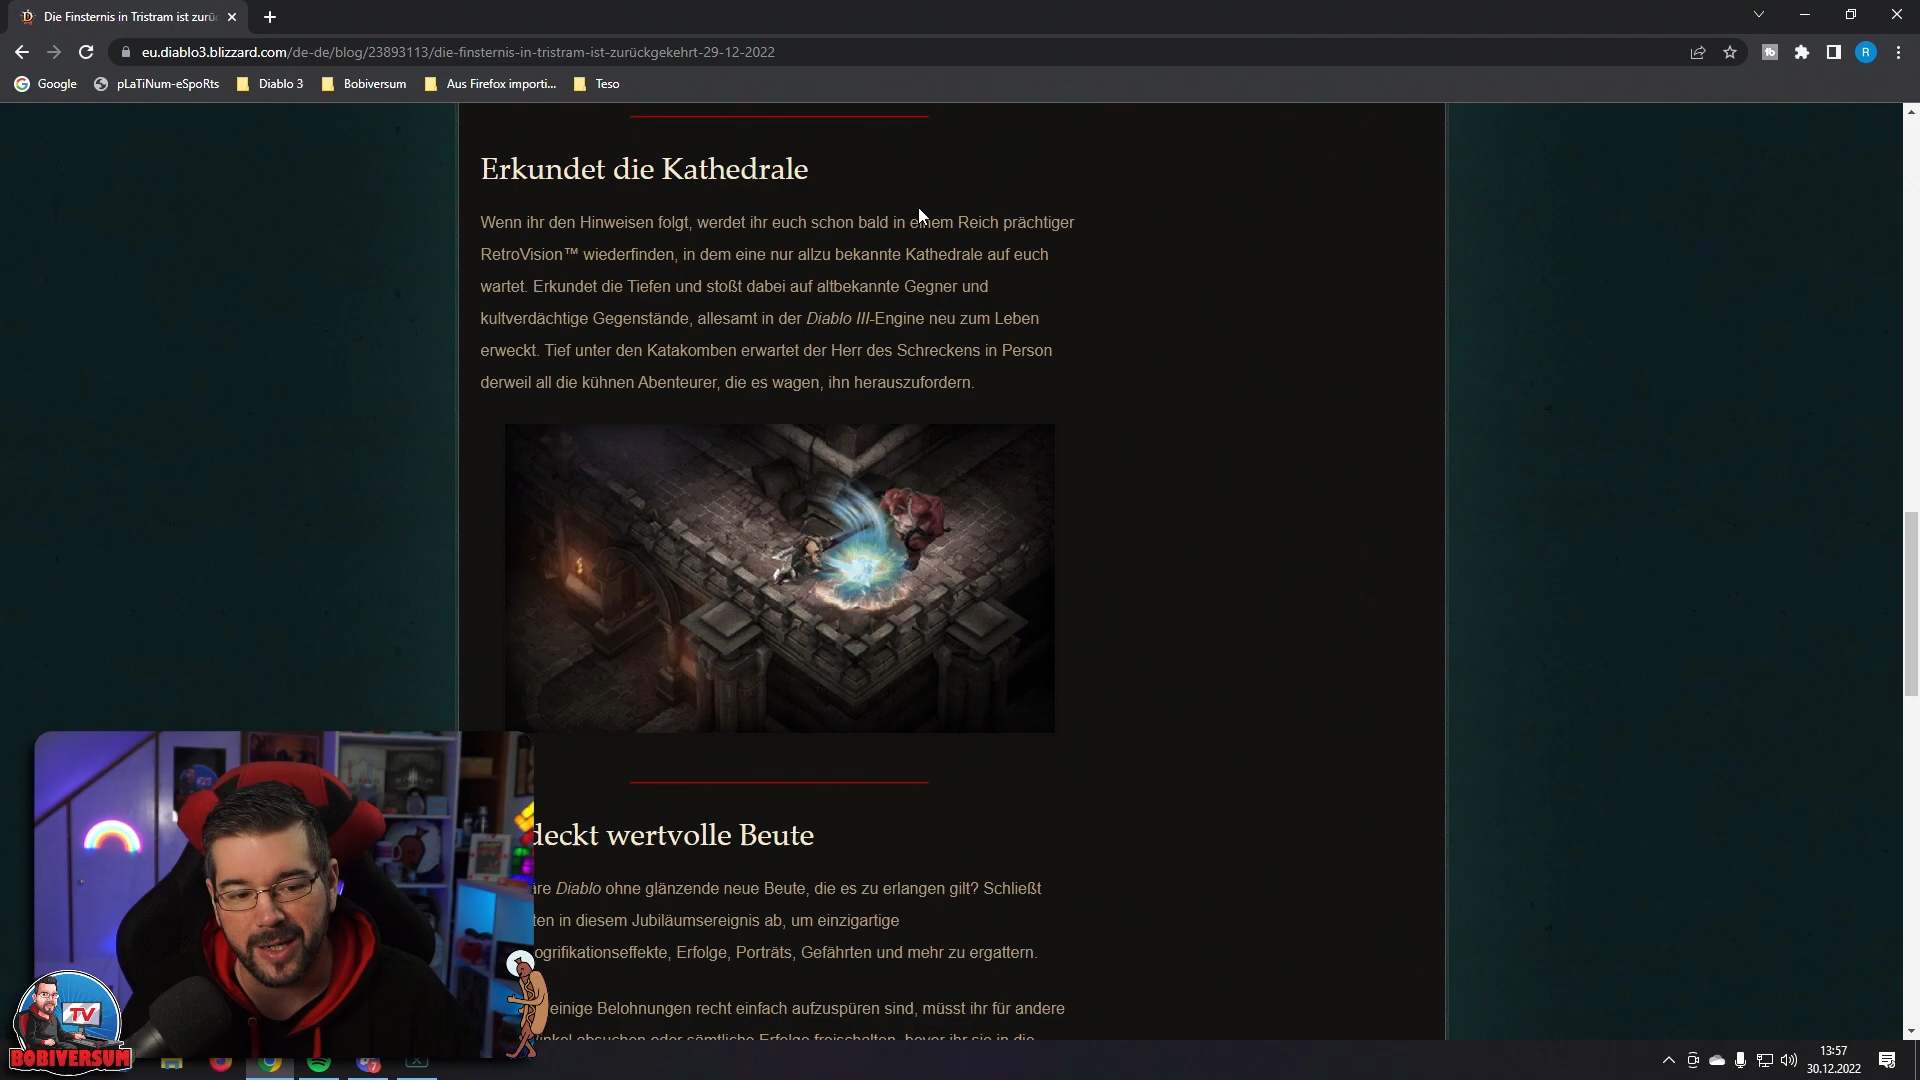 Die Finsternis in Tristram ist zurüc
eu.diablo3.blizzard.com/de-de/blog/23893113/die-finsternis-in-tristram-ist-zurückgekehrt-29-12-2022
R
Google pLaTiNum-eSpoRts Diablo 3 Bobiversum Aus Firefox importi... Teso
Erkundet die Kathedrale
Wenn ihr den Hinweisen folgt, werdet ihr euch schon bald in einem Reich prächtiger
RetroVision™ wiederfinden, in dem eine nur allzu bekannte Kathedrale auf euch
wartet. Erkundet die Tiefen und stoßt dabei auf altbekannte Gegner und
kultverdächtige Gegenstände, allesamt in der Diablo III-Engine neu zum Leben
erweckt. Tief unter den Katakomben erwartet der Herr des Schreckens in Person
derweil all die kühnen Abenteurer, die es wagen, ihn herauszufordern.
deckt wertvolle Beute
äre Diablo ohne glänzende neue Beute, die es zu erlangen gilt? Schließt
ten in diesem Jubiläumsereignis ab, um einzigartige
ogrifikationseffekte, Erfolge, Porträts, Gefährten und mehr zu ergattern.
einige Belohnungen recht einfach aufzuspüren sind, müsst ihr für andere
inkel absuchen oder sämtliche Erfolge freischalten, bevor ihr sie in die
TV
BOBIVERSUM
7
13:57
30.12.2022